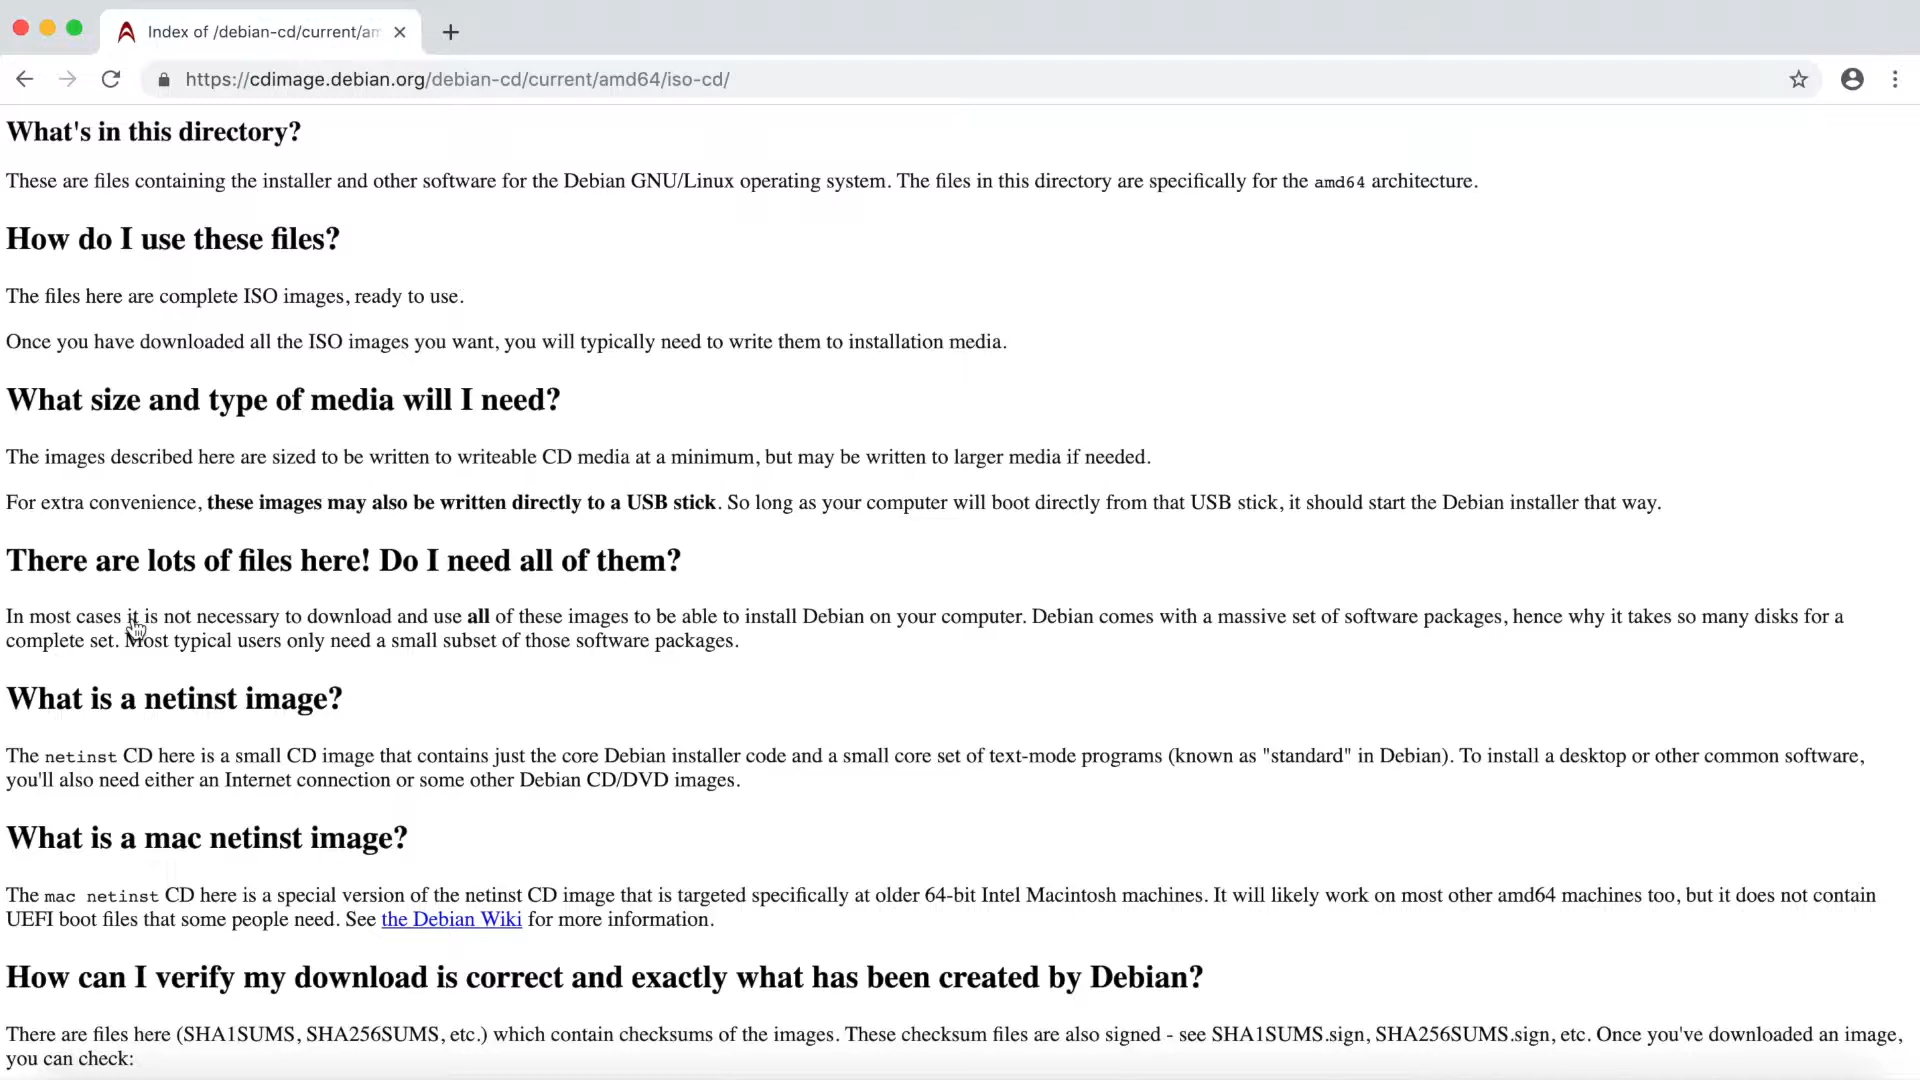 Index of /debian-cd/current/am
https://cdimage.debian.org/debian-cd/current/amd64/iso-cd/
What's in this directory?
These are files containing the installer and other software for the Debian GNU/Linux operating system. The files in this directory are specifically for the amd64 architecture.
How do I use these files?
The files here are complete ISO images, ready to use.
Once you have downloaded all the ISO images you want, you will typically need to write them to installation media.
What size and type of media will I need?
The images described here are sized to be written to writeable CD media at a minimum, but may be written to larger media if needed.
For extra convenience, these images may also be written directly to a USB stick. So long as your computer will boot directly from that USB stick, it should start the Debian installer that way.
There are lots of files here! Do I need all of them?
In most cases it is not necessary to download and use all of these images to be able to install Debian on your computer. Debian comes with a massive set of software packages, hence why it takes so many disks for a
complete set. Most typical users only need a small subset of those software packages.
What is a netinst image?
The netinst CD here is a small CD image that contains just the core Debian installer code and a small core set of text-mode programs (known as "standard" in Debian). To install a desktop or other common software,
you'll also need either an Internet connection or some other Debian CD/DVD images.
What is a mac netinst image?
The mac netinst CD here is a special version of the netinst CD image that is targeted specifically at older 64-bit Intel Macintosh machines. It will likely work on most other amd64 machines too, but it does not contain
UEFI boot files that some people need. See the Debian Wiki for more information.
How can I verify my download is correct and exactly what has been created by Debian?
There are files here (SHA1SUMS, SHA256SUMS, etc.) which contain checksums of the images. These checksum files are also signed - see SHA1SUMS.sign, SHA256SUMS.sign, etc. Once you've downloaded an image,
you can check: